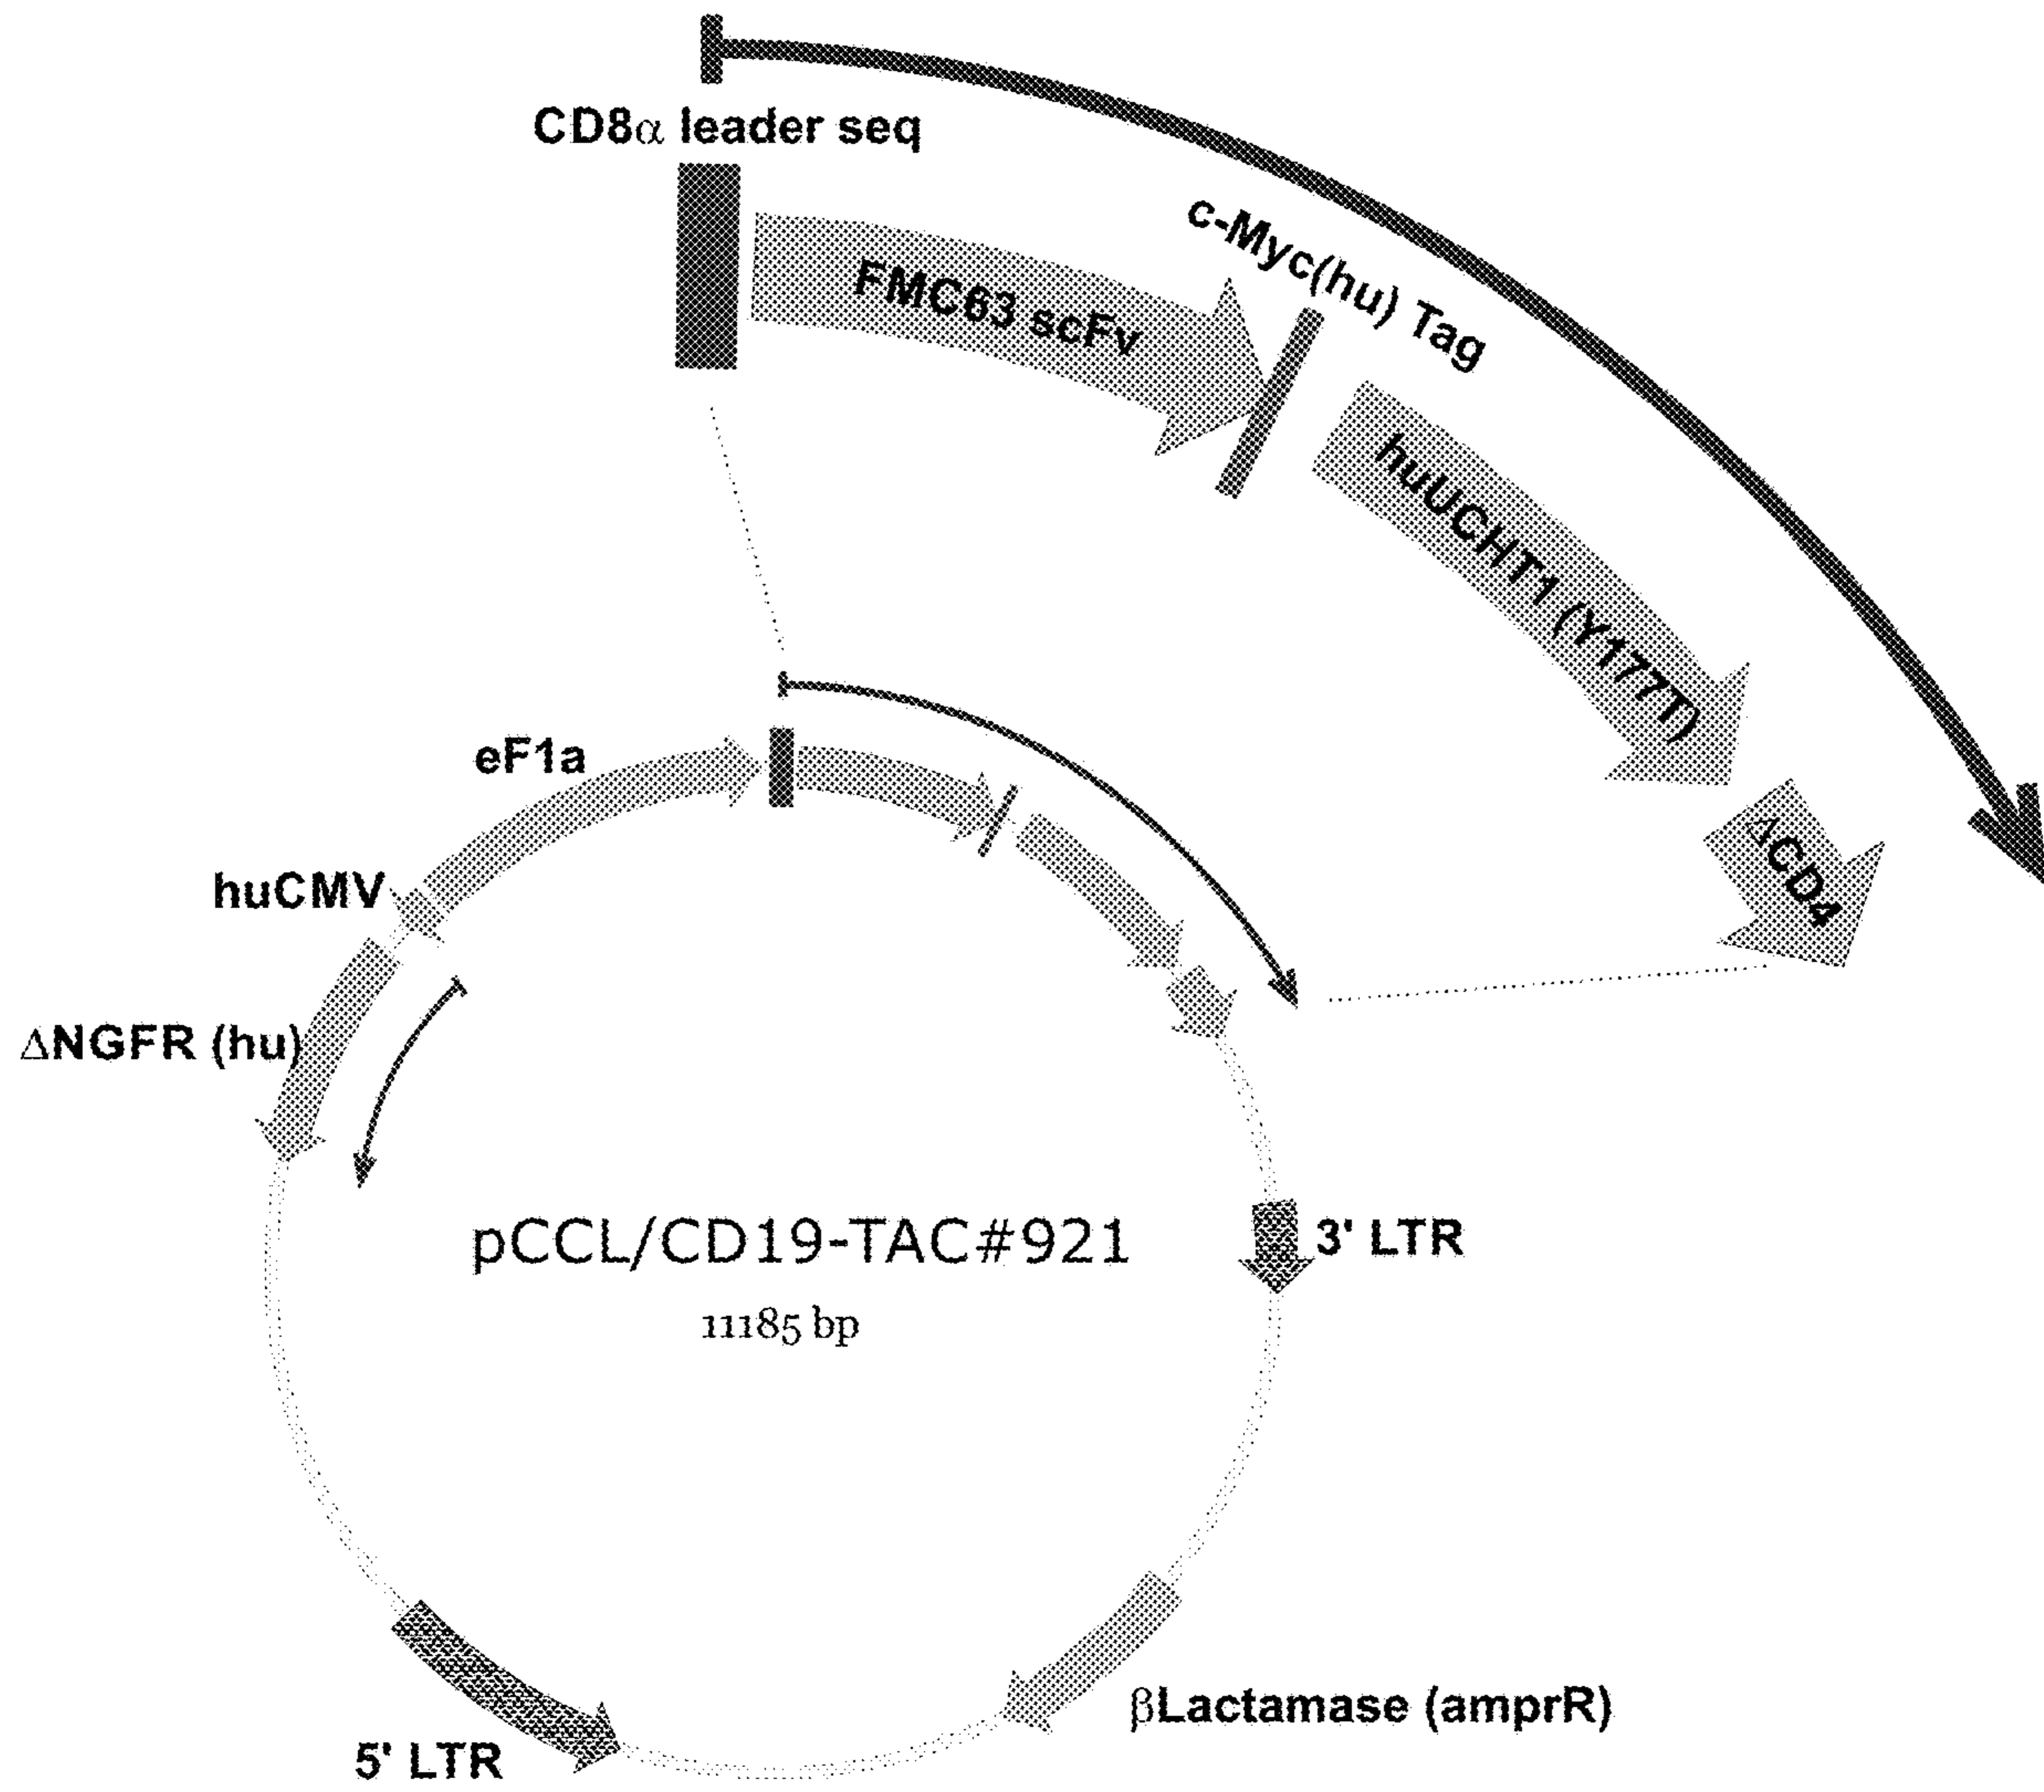 CD8α leader seq
c-Myc(hu) Tag
FMC63 scFv
huUCHT1 (Y177T)
ΔCD4
eF1a
huCMV
ΔNGFR (hu)
pCCL/CD19-TAC#921
11185 bp
3' LTR
βLactamase (amprR)
5' LTR